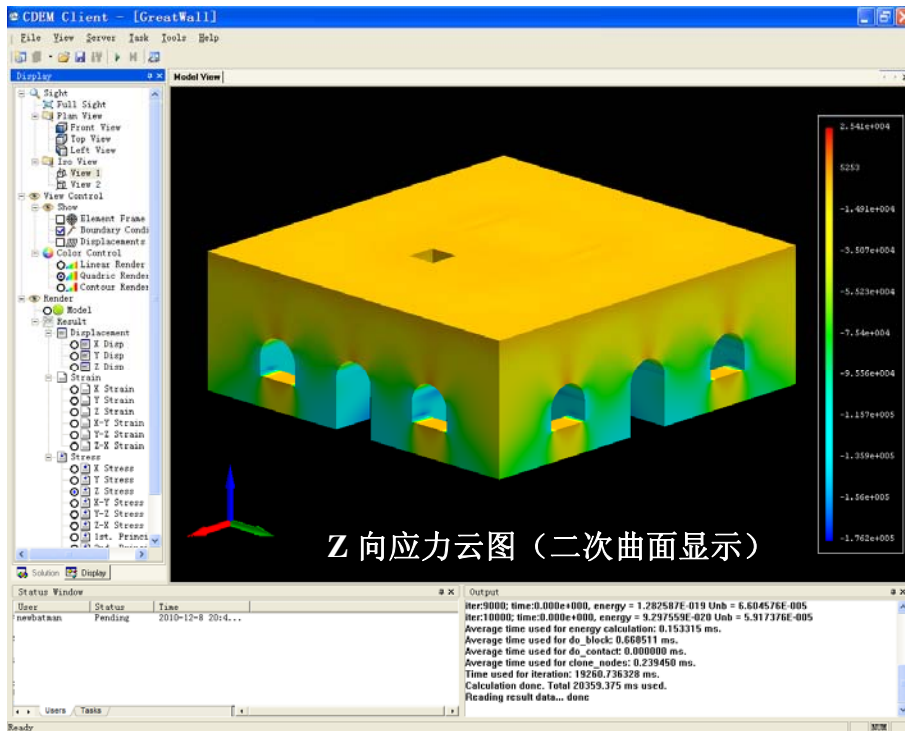 CDEM Client - [GreatWall]
File View Server Task Tools Help
Display
Model View
Sight
Full Sight
Plan View
Front View
Top View
Left View
Iro View
View 1
View 2
View Control
Show
Element Frame
Boundary Condi
Displacements
Color Control
Linear Render
Quadric Render
Contour Render
Render
Model
Result
Displacement
X Disp
Y Disp
Z Disp
Strain
X Strain
Y Strain
Z Strain
X-Y Strain
Y-Z Strain
Z-X Strain
Stress
X Stress
Y Stress
Z Stress
X-Y Stress
Y-Z Stress
Z-X Stress
1st. Princi
Solution Display
2.541e+004
5253
-1.491e+004
-3.507e+004
-5.523e+004
-7.54e+004
-9.556e+004
-1.157e+005
-1.359e+005
-1.56e+005
-1.762e+005
Z 向应力云图（二次曲面显示）
Status Window
User Status Time
newbatman Pending 2010-12-8 20:4...
Users Tasks
Output
iter:9000; time:0.000e+000, energy = 1.282587E-019 Unb = 6.604576E-005
iter:10000; time:0.000e+000, energy = 9.297559E-020 Unb = 5.917376E-005
Average time used for energy calculation: 0.153315 ms.
Average time used for do_block: 0.668511 ms.
Average time used for do_contact: 0.000000 ms.
Average time used for clone_nodes: 0.239450 ms.
Time used for iteration: 19260.736328 ms.
Calculation done. Total 20359.375 ms used.
Reading result data... done
Ready